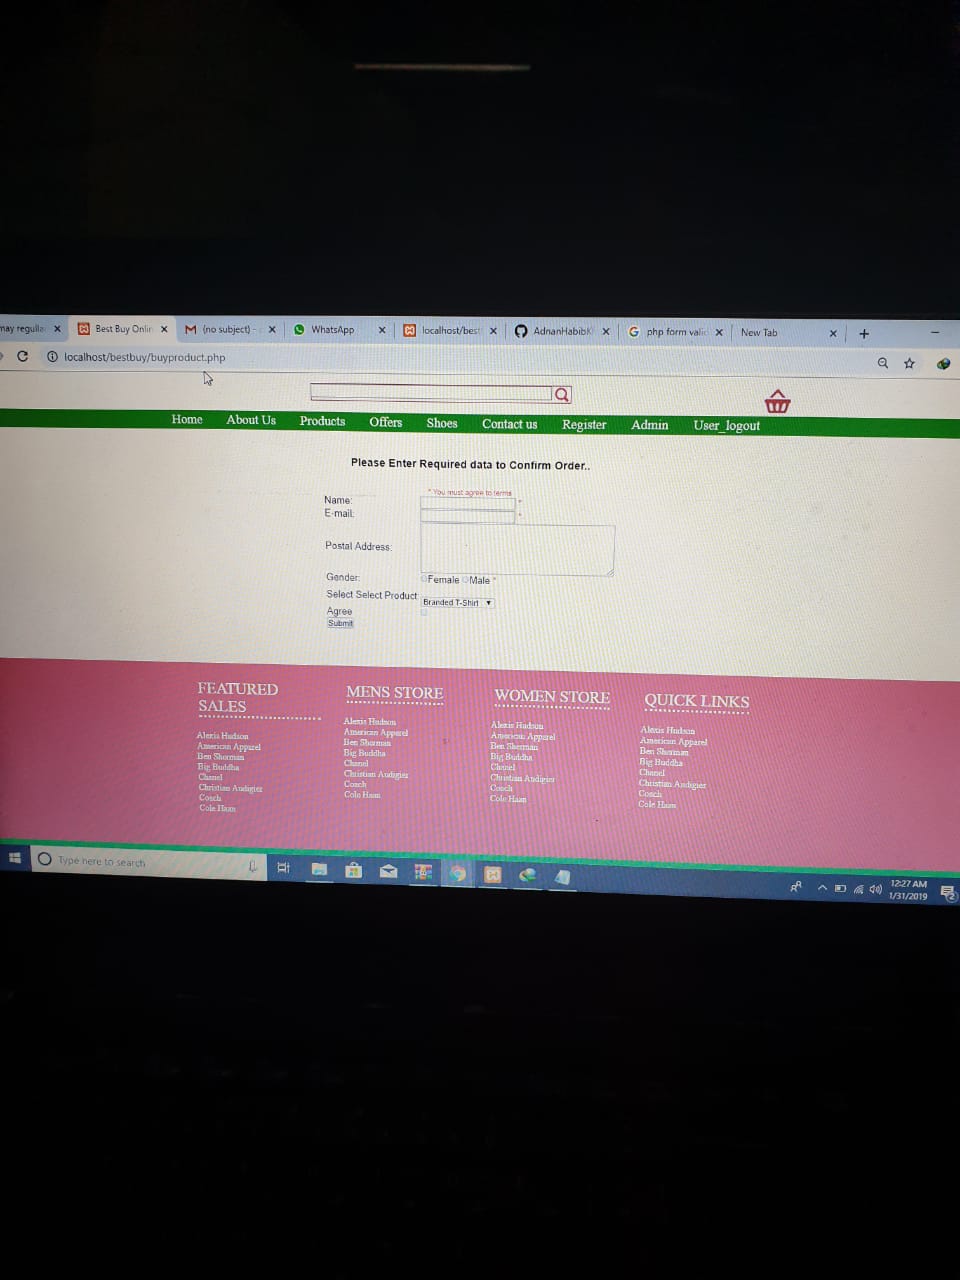 may regulla
Best Buy Onlin
(no subject) -
WhatsApp
localhost/best
AdnanHabibK
php form valid
New Tab
localhost/bestbuy/buyproduct.php
Home About Us Products Offers Shoes Contact us Register Admin User_logout
Please Enter Required data to Confirm Order..
* You must agree to terms
Name: *
E-mail: *
Postal Address:
Gender: Female Male *
Select Select Product Branded T-Shirt
Agree
Submit
FEATURED
SALES
Alexis Hudson
American Apparel
Ben Sherman
Big Buddha
Chanel
Christian Audigier
Coach
Cole Haan
MENS STORE
Alexis Hudson
American Apparel
Ben Sherman
Big Buddha
Chanel
Christian Audigier
Coach
Cole Haan
WOMEN STORE
Alexis Hudson
American Apparel
Ben Sherman
Big Buddha
Chanel
Christian Audigier
Coach
Cole Haan
QUICK LINKS
Alexis Hudson
American Apparel
Ben Sherman
Big Buddha
Chanel
Christian Audigier
Coach
Cole Haan
Type here to search
12:27 AM
1/31/2019
2